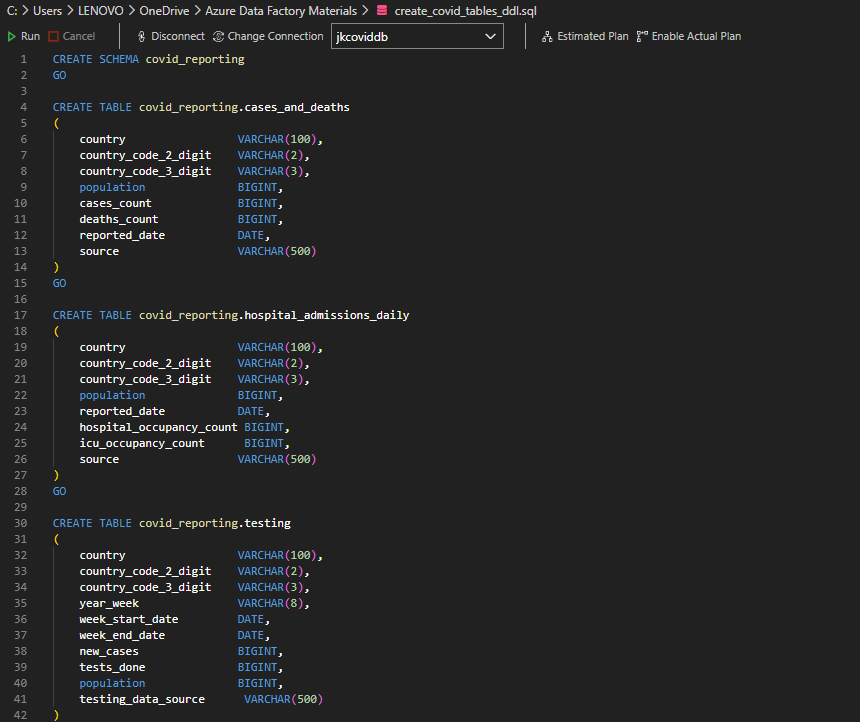 C: > Users > LENOVO > OneDrive > Azure Data Factory Materials > create_covid_tables_ddl.sql
Run Cancel Disconnect Change Connection jkcoviddb Estimated Plan Enable Actual Plan
1 CREATE SCHEMA covid_reporting
2 GO
3
4 CREATE TABLE covid_reporting.cases_and_deaths
5 (
6 country VARCHAR(100),
7 country_code_2_digit VARCHAR(2),
8 country_code_3_digit VARCHAR(3),
9 population BIGINT,
10 cases_count BIGINT,
11 deaths_count BIGINT,
12 reported_date DATE,
13 source VARCHAR(500)
14 )
15 GO
16
17 CREATE TABLE covid_reporting.hospital_admissions_daily
18 (
19 country VARCHAR(100),
20 country_code_2_digit VARCHAR(2),
21 country_code_3_digit VARCHAR(3),
22 population BIGINT,
23 reported_date DATE,
24 hospital_occupancy_count BIGINT,
25 icu_occupancy_count BIGINT,
26 source VARCHAR(500)
27 )
28 GO
29
30 CREATE TABLE covid_reporting.testing
31 (
32 country VARCHAR(100),
33 country_code_2_digit VARCHAR(2),
34 country_code_3_digit VARCHAR(3),
35 year_week VARCHAR(8),
36 week_start_date DATE,
37 week_end_date DATE,
38 new_cases BIGINT,
39 tests_done BIGINT,
40 population BIGINT,
41 testing_data_source VARCHAR(500)
42 )